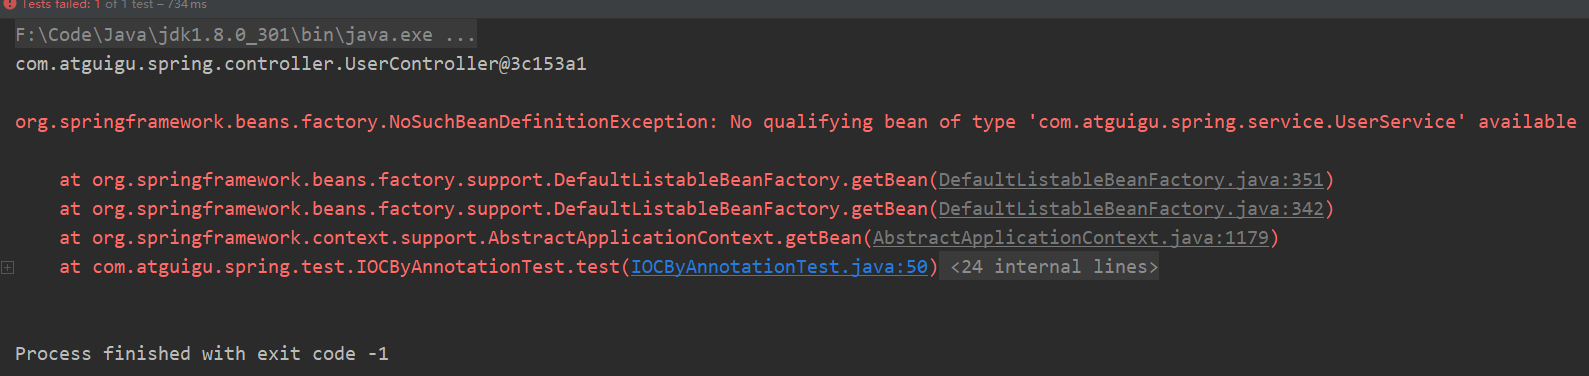 Tests failed: 1 of 1 test – 734 ms
F:\Code\Java\jdk1.8.0_301\bin\java.exe ...
com.atguigu.spring.controller.UserController@3c153a1
org.springframework.beans.factory.NoSuchBeanDefinitionException: No qualifying bean of type 'com.atguigu.spring.service.UserService' available
at org.springframework.beans.factory.support.DefaultListableBeanFactory.getBean(DefaultListableBeanFactory.java:351)
at org.springframework.beans.factory.support.DefaultListableBeanFactory.getBean(DefaultListableBeanFactory.java:342)
at org.springframework.context.support.AbstractApplicationContext.getBean(AbstractApplicationContext.java:1179)
at com.atguigu.spring.test.IOCByAnnotationTest.test(IOCByAnnotationTest.java:50) <24 internal lines>
Process finished with exit code -1